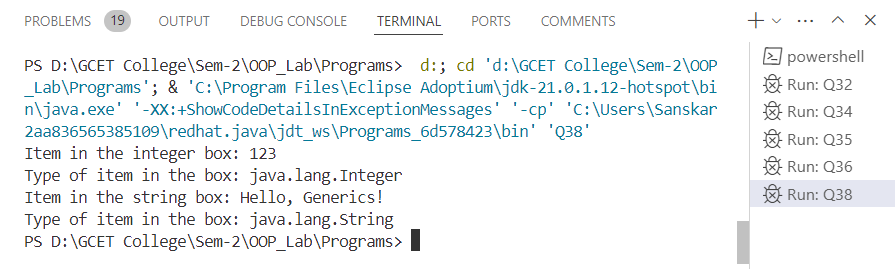 PROBLEMS 19 OUTPUT DEBUG CONSOLE TERMINAL PORTS COMMENTS
PS D:\GCET College\Sem-2\OOP_Lab\Programs>  d:; cd 'd:\GCET College\Sem-2\OOP
_Lab\Programs'; & 'C:\Program Files\Eclipse Adoptium\jdk-21.0.1.12-hotspot\bi
n\java.exe' '-XX:+ShowCodeDetailsInExceptionMessages' '-cp' 'C:\Users\Sanskar
2aa836565385109\redhat.java\jdt_ws\Programs_6d578423\bin' 'Q38'
Item in the integer box: 123
Type of item in the box: java.lang.Integer
Item in the string box: Hello, Generics!
Type of item in the box: java.lang.String
PS D:\GCET College\Sem-2\OOP_Lab\Programs>
powershell
Run: Q32
Run: Q34
Run: Q35
Run: Q36
Run: Q38